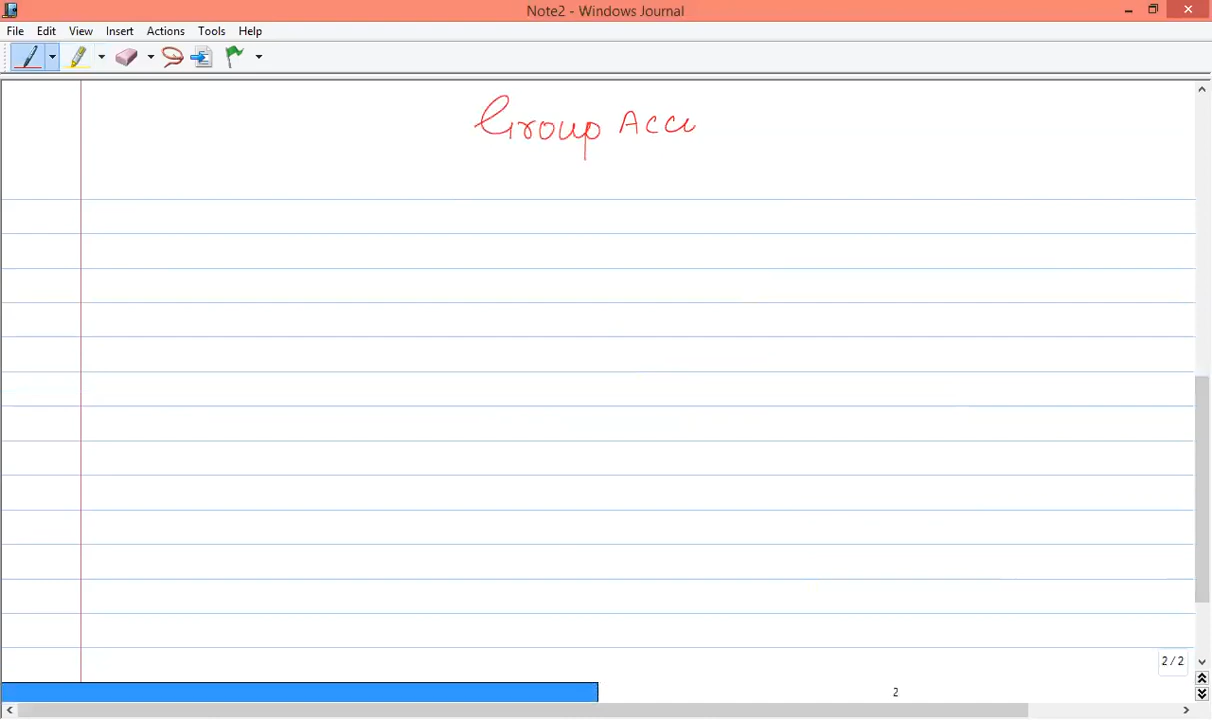 Note2 - Windows Journal
File Edit View Insert Actions Tools Help
Group Accu
2 / 2
2